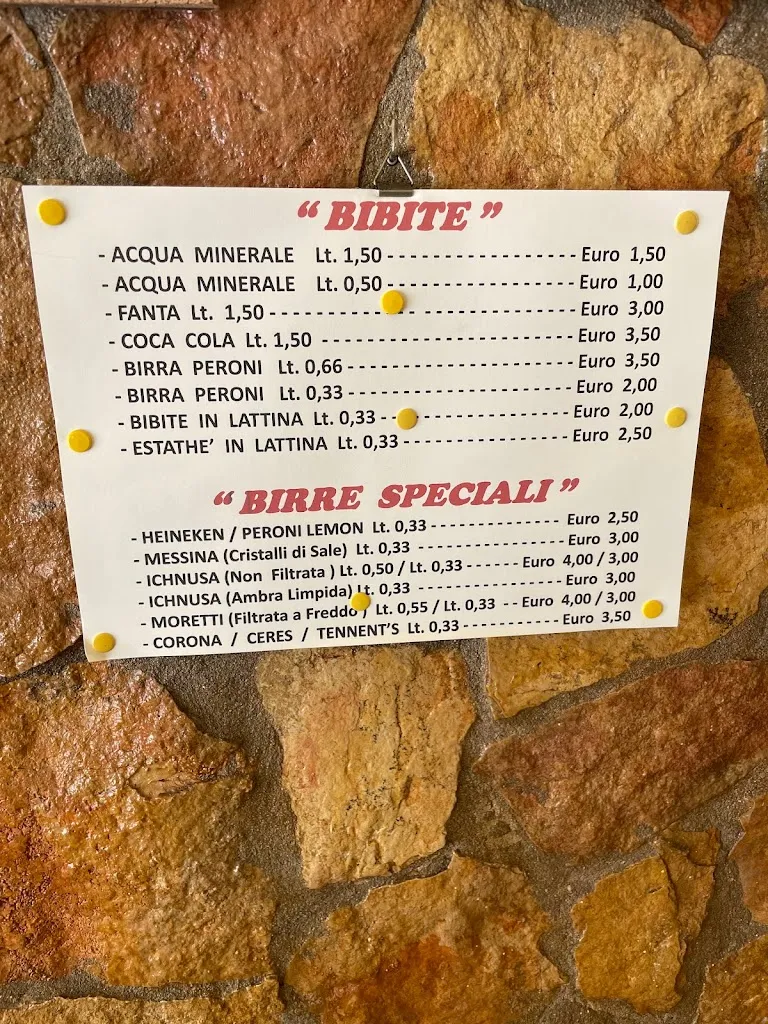 “ BIBITE ”
- ACQUA MINERALE Lt. 1,50 - - - - - - - - - - - - - - - - - Euro 1,50
- ACQUA MINERALE Lt. 0,50 - - - - - - - - - - - - - - - - - Euro 1,00
- FANTA Lt. 1,50 - - - - - - - - - - - - - - - - - - - - - - - - - - - Euro 3,00
- COCA COLA Lt. 1,50 - - - - - - - - - - - - - - - - - - - - - - - Euro 3,50
- BIRRA PERONI Lt. 0,66 - - - - - - - - - - - - - - - - - - - - - Euro 3,50
- BIRRA PERONI Lt. 0,33 - - - - - - - - - - - - - - - - - - - - - Euro 2,00
- BIBITE IN LATTINA Lt. 0,33 - - - - - - - - - - - - - - - - - Euro 2,00
- ESTATHE’ IN LATTINA Lt. 0,33 - - - - - - - - - - - - - - - - Euro 2,50
“ BIRRE SPECIALI ”
- HEINEKEN / PERONI LEMON Lt. 0,33 - - - - - - - - - - - - - - Euro 2,50
- MESSINA (Cristalli di Sale) Lt. 0,33 - - - - - - - - - - - - - - - - Euro 3,00
- ICHNUSA (Non Filtrata ) Lt. 0,50 / Lt. 0,33 - - - - - - Euro 4,00 / 3,00
- ICHNUSA (Ambra Limpida) Lt. 0,33 - - - - - - - - - - - - - - - - Euro 3,00
- MORETTI (Filtrata a Freddo ) Lt. 0,55 / Lt. 0,33 - - Euro 4,00 / 3,00
- CORONA / CERES / TENNENT’S Lt. 0,33 - - - - - - - - - - - Euro 3,50